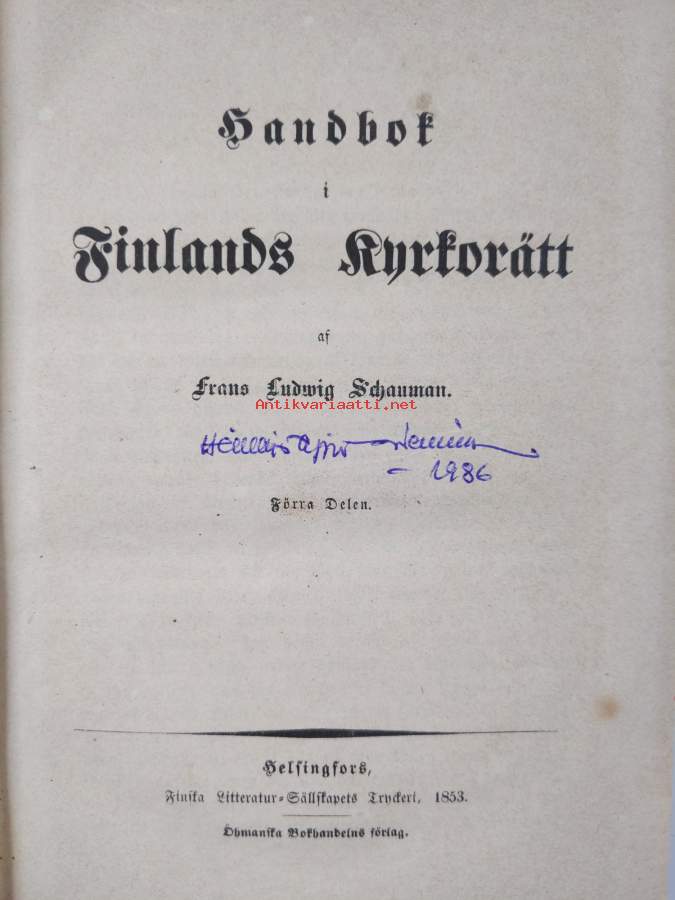 Handbok
i
Finlands Kyrkorätt
af
Frans Ludwig Schauman.
Antikvariaatti.net
- 1986
Förra Delen.
Helsingfors,
Finska Litteratur-Sällskapets Tryckeri, 1853.
Öhmanska Bokhandelns förlag.